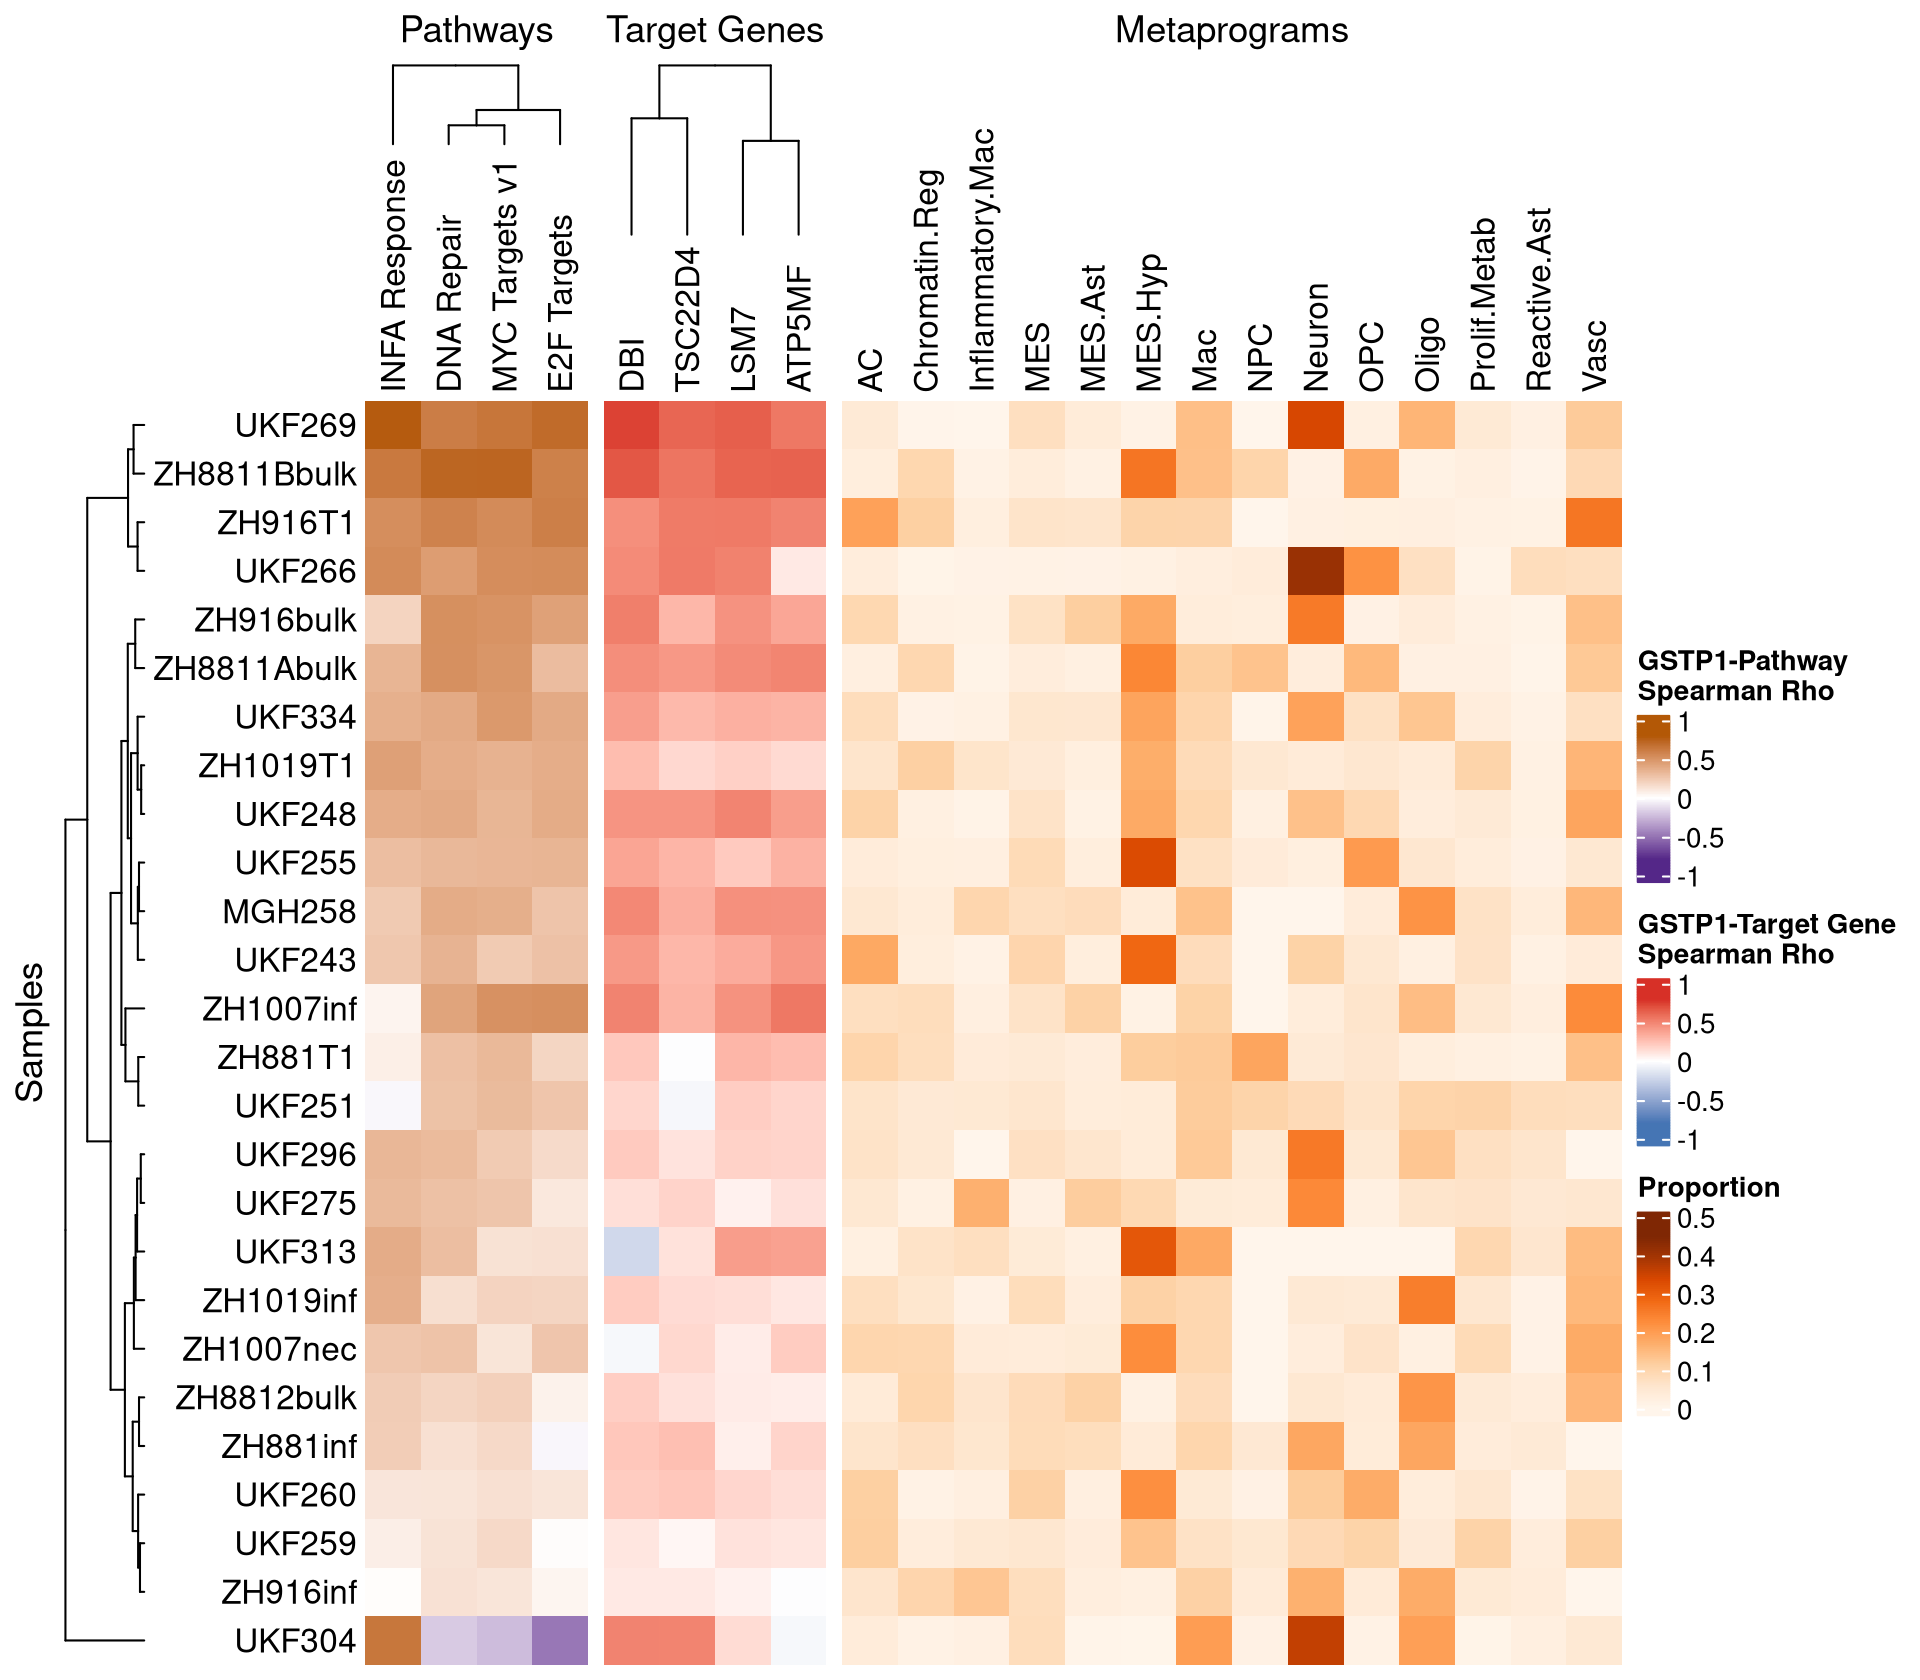 Pathways
Target Genes
Metaprograms
INFA Response
DNA Repair
MYC Targets v1
E2F Targets
DBI
TSC22D4
LSM7
ATP5MF
AC
Chromatin.Reg
Inflammatory.Mac
MES
MES.Ast
MES.Hyp
Mac
NPC
Neuron
OPC
Oligo
Prolif.Metab
Reactive.Ast
Vasc
Samples
UKF269
ZH8811Bbulk
ZH916T1
UKF266
ZH916bulk
ZH8811Abulk
UKF334
ZH1019T1
UKF248
UKF255
MGH258
UKF243
ZH1007inf
ZH881T1
UKF251
UKF296
UKF275
UKF313
ZH1019inf
ZH1007nec
ZH8812bulk
ZH881inf
UKF260
UKF259
ZH916inf
UKF304
GSTP1-Pathway
Spearman Rho
1
0.5
0
-0.5
-1
GSTP1-Target Gene
Spearman Rho
1
0.5
0
-0.5
-1
Proportion
0.5
0.4
0.3
0.2
0.1
0